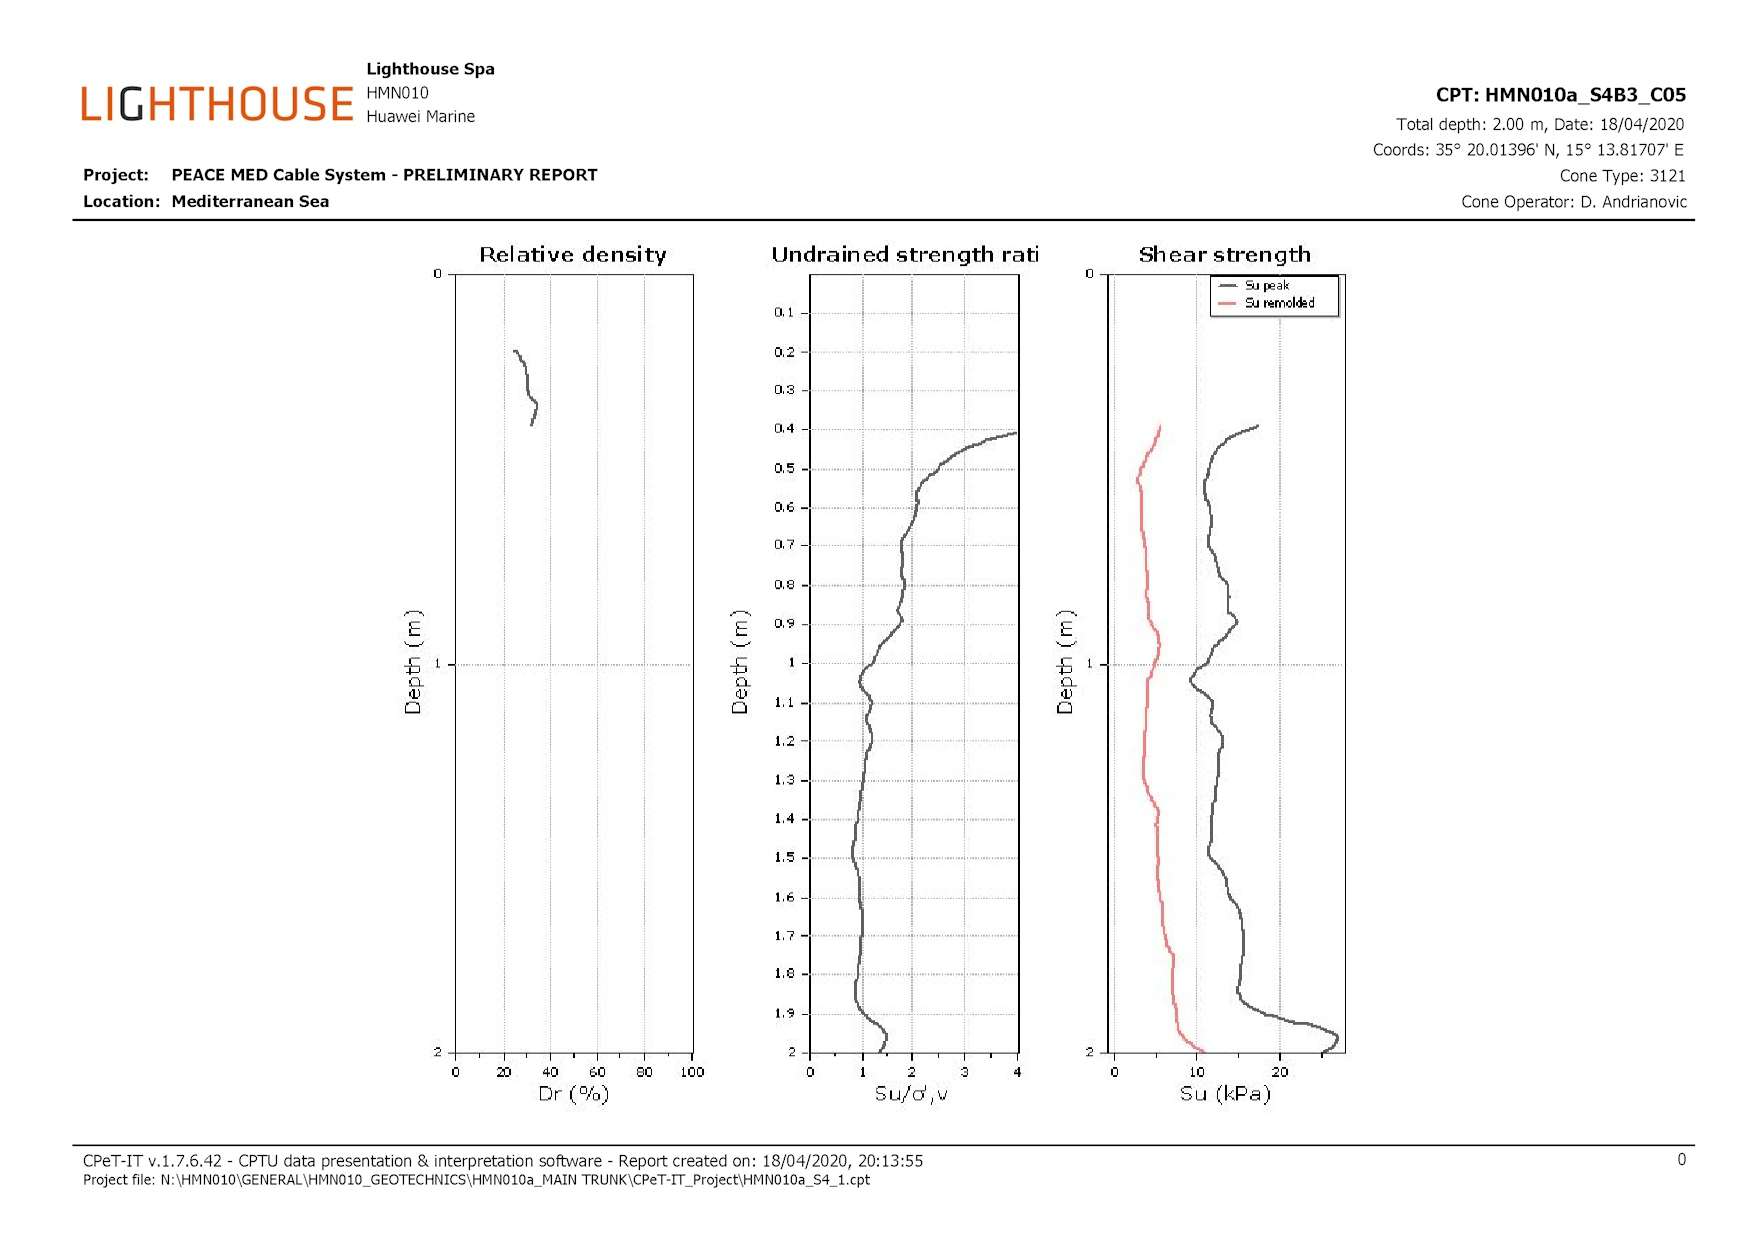 LIGHTHOUSE
Lighthouse Spa
HMN010
Huawei Marine
Project: PEACE MED Cable System - PRELIMINARY REPORT
Location: Mediterranean Sea
CPT: HMN010a_S4B3_C05
Total depth: 2.00 m, Date: 18/04/2020
Coords: 35° 20.01396' N, 15° 13.81707' E
Cone Type: 3121
Cone Operator: D. Andrianovic
Relative density
0
1
2
Depth (m)
0 20 40 60 80 100
Dr (%)
Undrained strength rati
0.1
0.2
0.3
0.4
0.5
0.6
0.7
0.8
0.9
1
1.1
1.2
1.3
1.4
1.5
1.6
1.7
1.8
1.9
2
Depth (m)
0 1 2 3 4
Su/σ',v
Shear strength
Su peak
Su remolded
0
1
2
Depth (m)
0 10 20
Su (kPa)
CPeT-IT v.1.7.6.42 - CPTU data presentation & interpretation software - Report created on: 18/04/2020, 20:13:55
0
Project file: N:\HMN010\GENERAL\HMN010_GEOTECHNICS\HMN010a_MAIN TRUNK\CPeT-IT_Project\HMN010a_S4_1.cpt